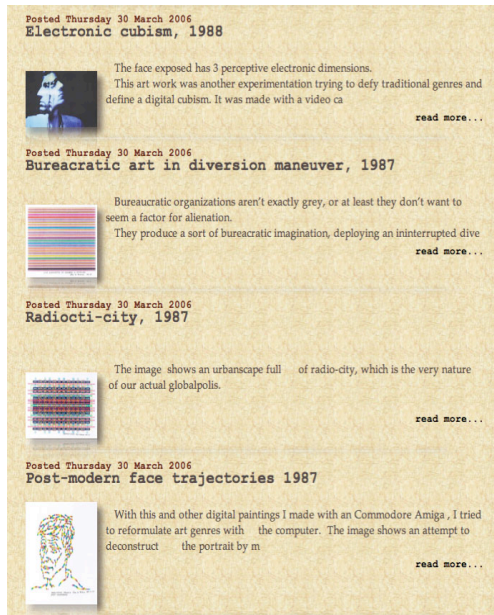 Posted Thursday 30 March 2006
Electronic cubism, 1988
The face exposed has 3 perceptive electronic dimensions.
This art work was another experimentation trying to defy traditional genres and
define a digital cubism. It was made with a video ca
read more...
Posted Thursday 30 March 2006
Bureacratic art in diversion maneuver, 1987
Bureaucratic organizations aren't exactly grey, or at least they don't want to
seem a factor for alienation.
They produce a sort of bureacratic imagination, deploying an ininterrupted dive
read more...
Posted Thursday 30 March 2006
Radiocti-city, 1987
The image shows an urbanscape full of radio-city, which is the very nature
of our actual globalpolis.
read more...
Posted Thursday 30 March 2006
Post-modern face trajectories 1987
With this and other digital paintings I made with an Commodore Amiga , I tried
to reformulate art genres with the computer. The image shows an attempt to
deconstruct the portrait by m
read more...